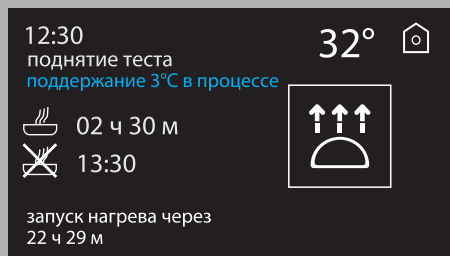 12:30
32°
поднятие теста
поддержание 3°C в процессе
02 ч 30 м
13:30
запуск нагрева через
22 ч 29 м